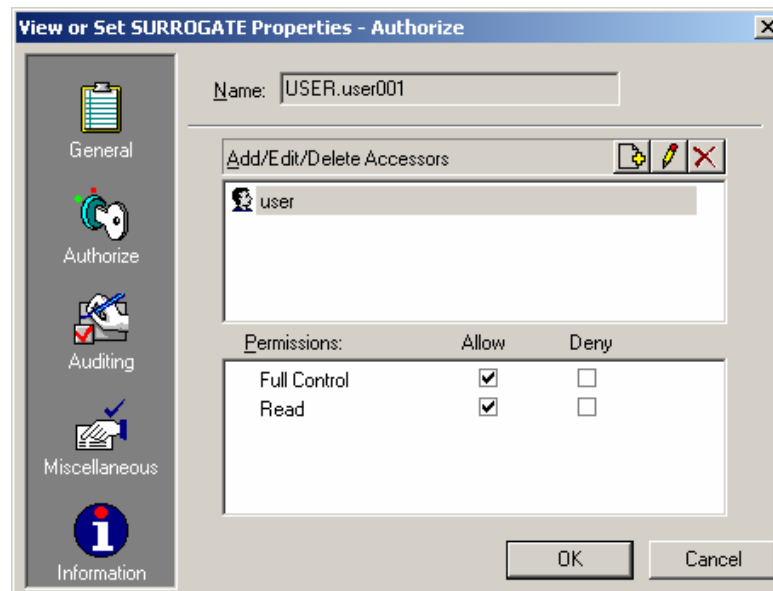 View or Set SURROGATE Properties - Authorize
General
Authorize
Auditing
Miscellaneous
Information
Name: USER.user001
Add/Edit/Delete Accessors
user
Permissions: Allow Deny
Full Control
Read
OK Cancel